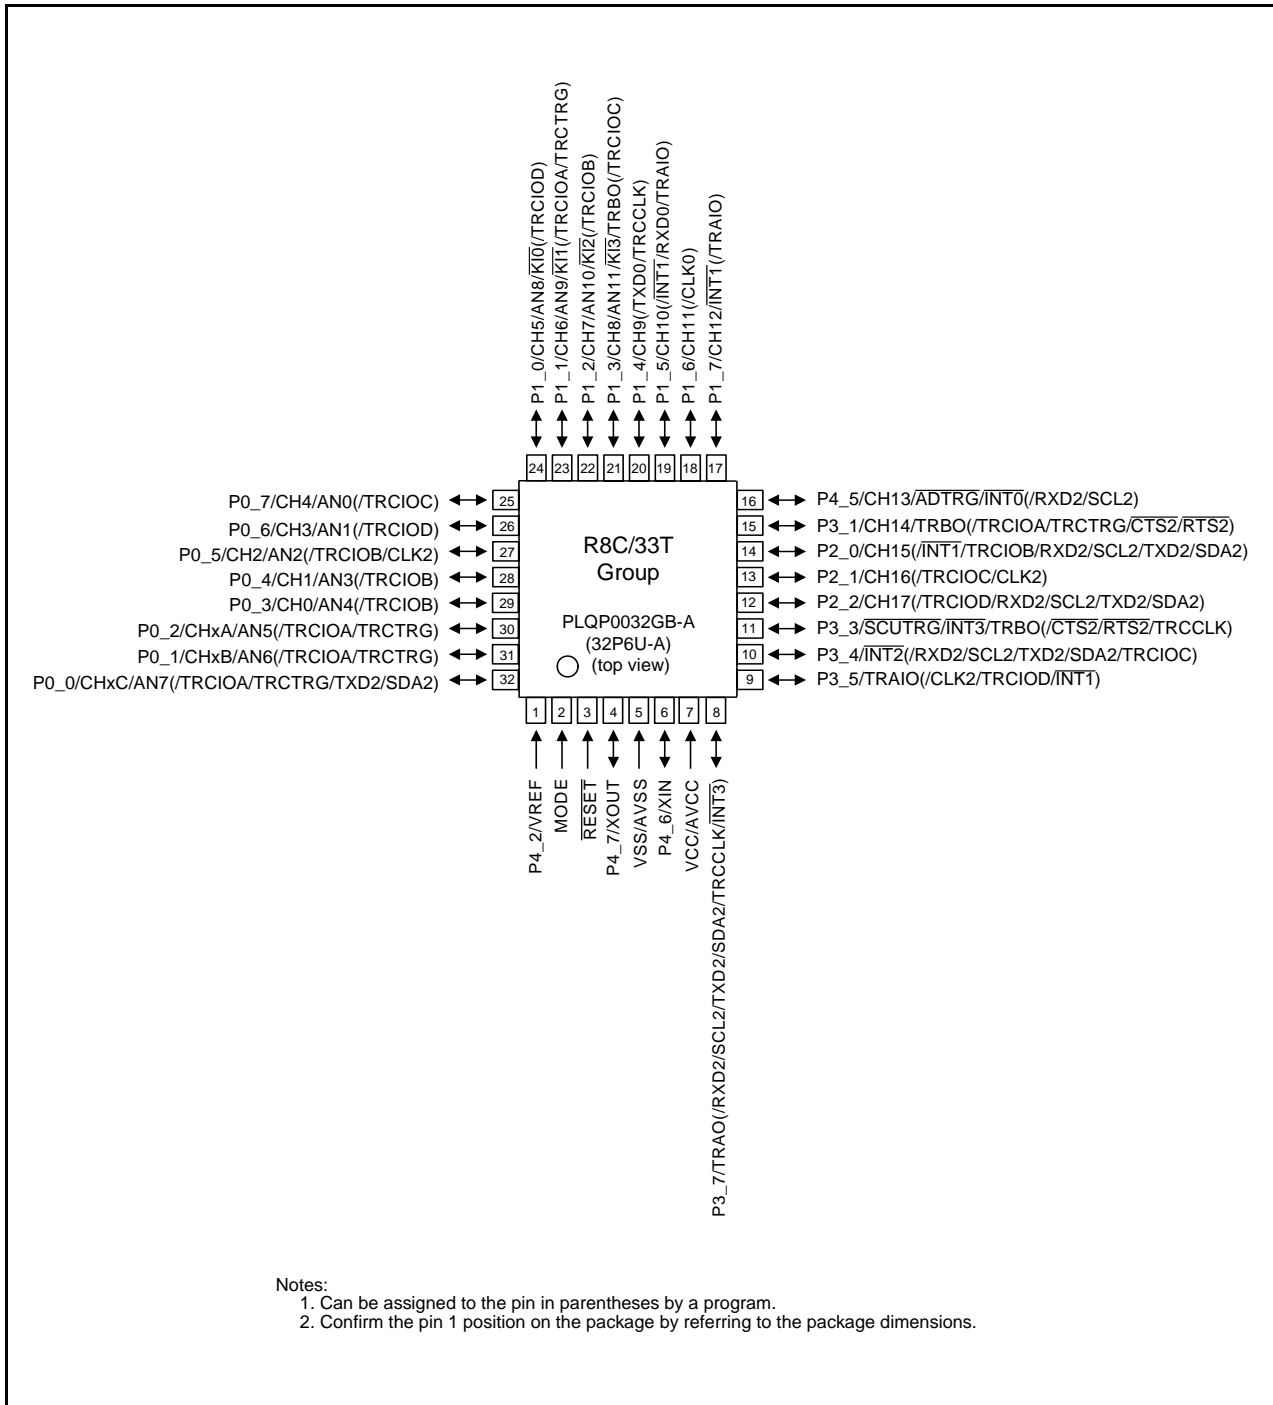 P1_0/CH5/AN8/KI0(/TRCIOD)
P1_1/CH6/AN9/KI1(/TRCIOA/TRCTRG)
P1_2/CH7/AN10/KI2(/TRCIOB)
P1_3/CH8/AN11/KI3/TRBO(/TRCIOC)
P1_4/CH9(/TXD0/TRCCLK)
P1_5/CH10(/INT1/RXD0/TRAIO)
P1_6/CH11(/CLK0)
P1_7/CH12/INT1(/TRAIO)
24 23 22 21 20 19 18 17
P0_7/CH4/AN0(/TRCIOC) 25
P0_6/CH3/AN1(/TRCIOD) 26
P0_5/CH2/AN2(/TRCIOB/CLK2) 27
P0_4/CH1/AN3(/TRCIOB) 28
P0_3/CH0/AN4(/TRCIOB) 29
P0_2/CHxA/AN5(/TRCIOA/TRCTRG) 30
P0_1/CHxB/AN6(/TRCIOA/TRCTRG) 31
P0_0/CHxC/AN7(/TRCIOA/TRCTRG/TXD2/SDA2) 32
R8C/33T
Group
PLQP0032GB-A
(32P6U-A)
(top view)
16 P4_5/CH13/ADTRG/INT0(/RXD2/SCL2)
15 P3_1/CH14/TRBO(/TRCIOA/TRCTRG/CTS2/RTS2)
14 P2_0/CH15(/INT1/TRCIOB/RXD2/SCL2/TXD2/SDA2)
13 P2_1/CH16(/TRCIOC/CLK2)
12 P2_2/CH17(/TRCIOD/RXD2/SCL2/TXD2/SDA2)
11 P3_3/SCUTRG/INT3/TRBO(/CTS2/RTS2/TRCCLK)
10 P3_4/INT2(/RXD2/SCL2/TXD2/SDA2/TRCIOC)
9 P3_5/TRAIO(/CLK2/TRCIOD/INT1)
1 2 3 4 5 6 7 8
P4_2/VREF
MODE
RESET
P4_7/XOUT
VSS/AVSS
P4_6/XIN
VCC/AVCC
P3_7/TRAO(/RXD2/SCL2/TXD2/SDA2/TRCCLK/INT3)
Notes:
1. Can be assigned to the pin in parentheses by a program.
2. Confirm the pin 1 position on the package by referring to the package dimensions.